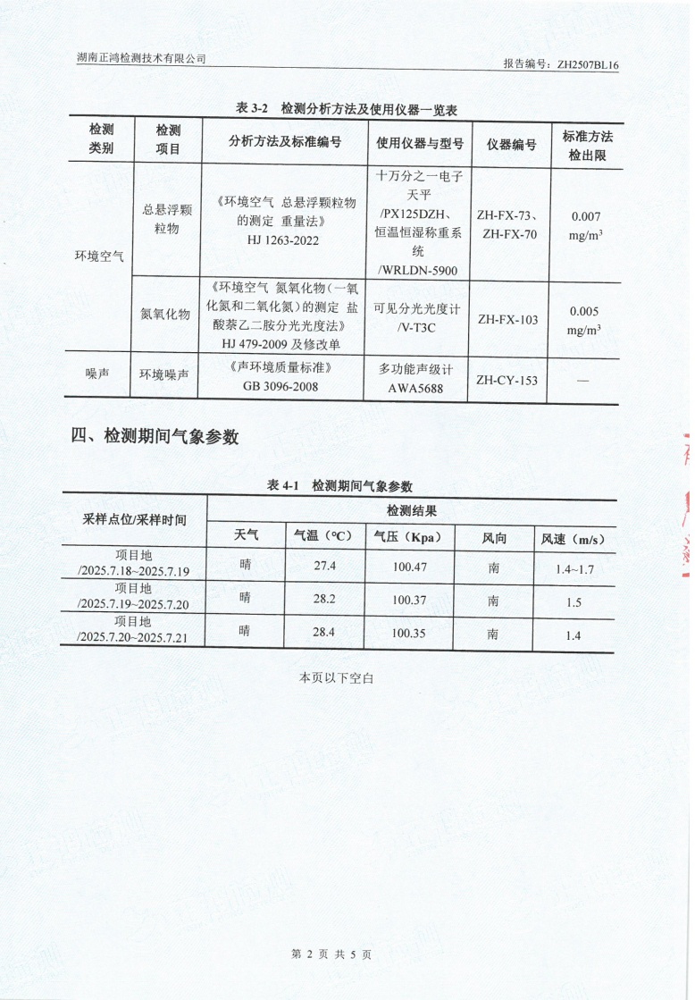 湖南正鸿检测技术有限公司
报告编号：ZH2507BL16
表 3-2 检测分析方法及使用仪器一览表
检测
类别
检测
项目
分析方法及标准编号
使用仪器与型号
仪器编号
标准方法
检出限
环境空气
总悬浮颗
粒物
《环境空气 总悬浮颗粒物
的测定 重量法》
HJ 1263-2022
十万分之一电子
天平
/PX125DZH、
恒温恒湿称重系
统
/WRLDN-5900
ZH-FX-73、
ZH-FX-70
0.007
mg/m³
氮氧化物
《环境空气 氮氧化物（一氧
化氮和二氧化氮）的测定 盐
酸萘乙二胺分光光度法》
HJ 479-2009 及修改单
可见分光光度计
/V-T3C
ZH-FX-103
0.005
mg/m³
噪声
环境噪声
《声环境质量标准》
GB 3096-2008
多功能声级计
AWA5688
ZH-CY-153
—
四、检测期间气象参数
表 4-1 检测期间气象参数
采样点位/采样时间
检测结果
天气
气温（℃）
气压（Kpa）
风向
风速（m/s）
项目地
/2025.7.18~2025.7.19
晴
27.4
100.47
南
1.4~1.7
项目地
/2025.7.19~2025.7.20
晴
28.2
100.37
南
1.5
项目地
/2025.7.20~2025.7.21
晴
28.4
100.35
南
1.4
本页以下空白
第 2 页 共 5 页